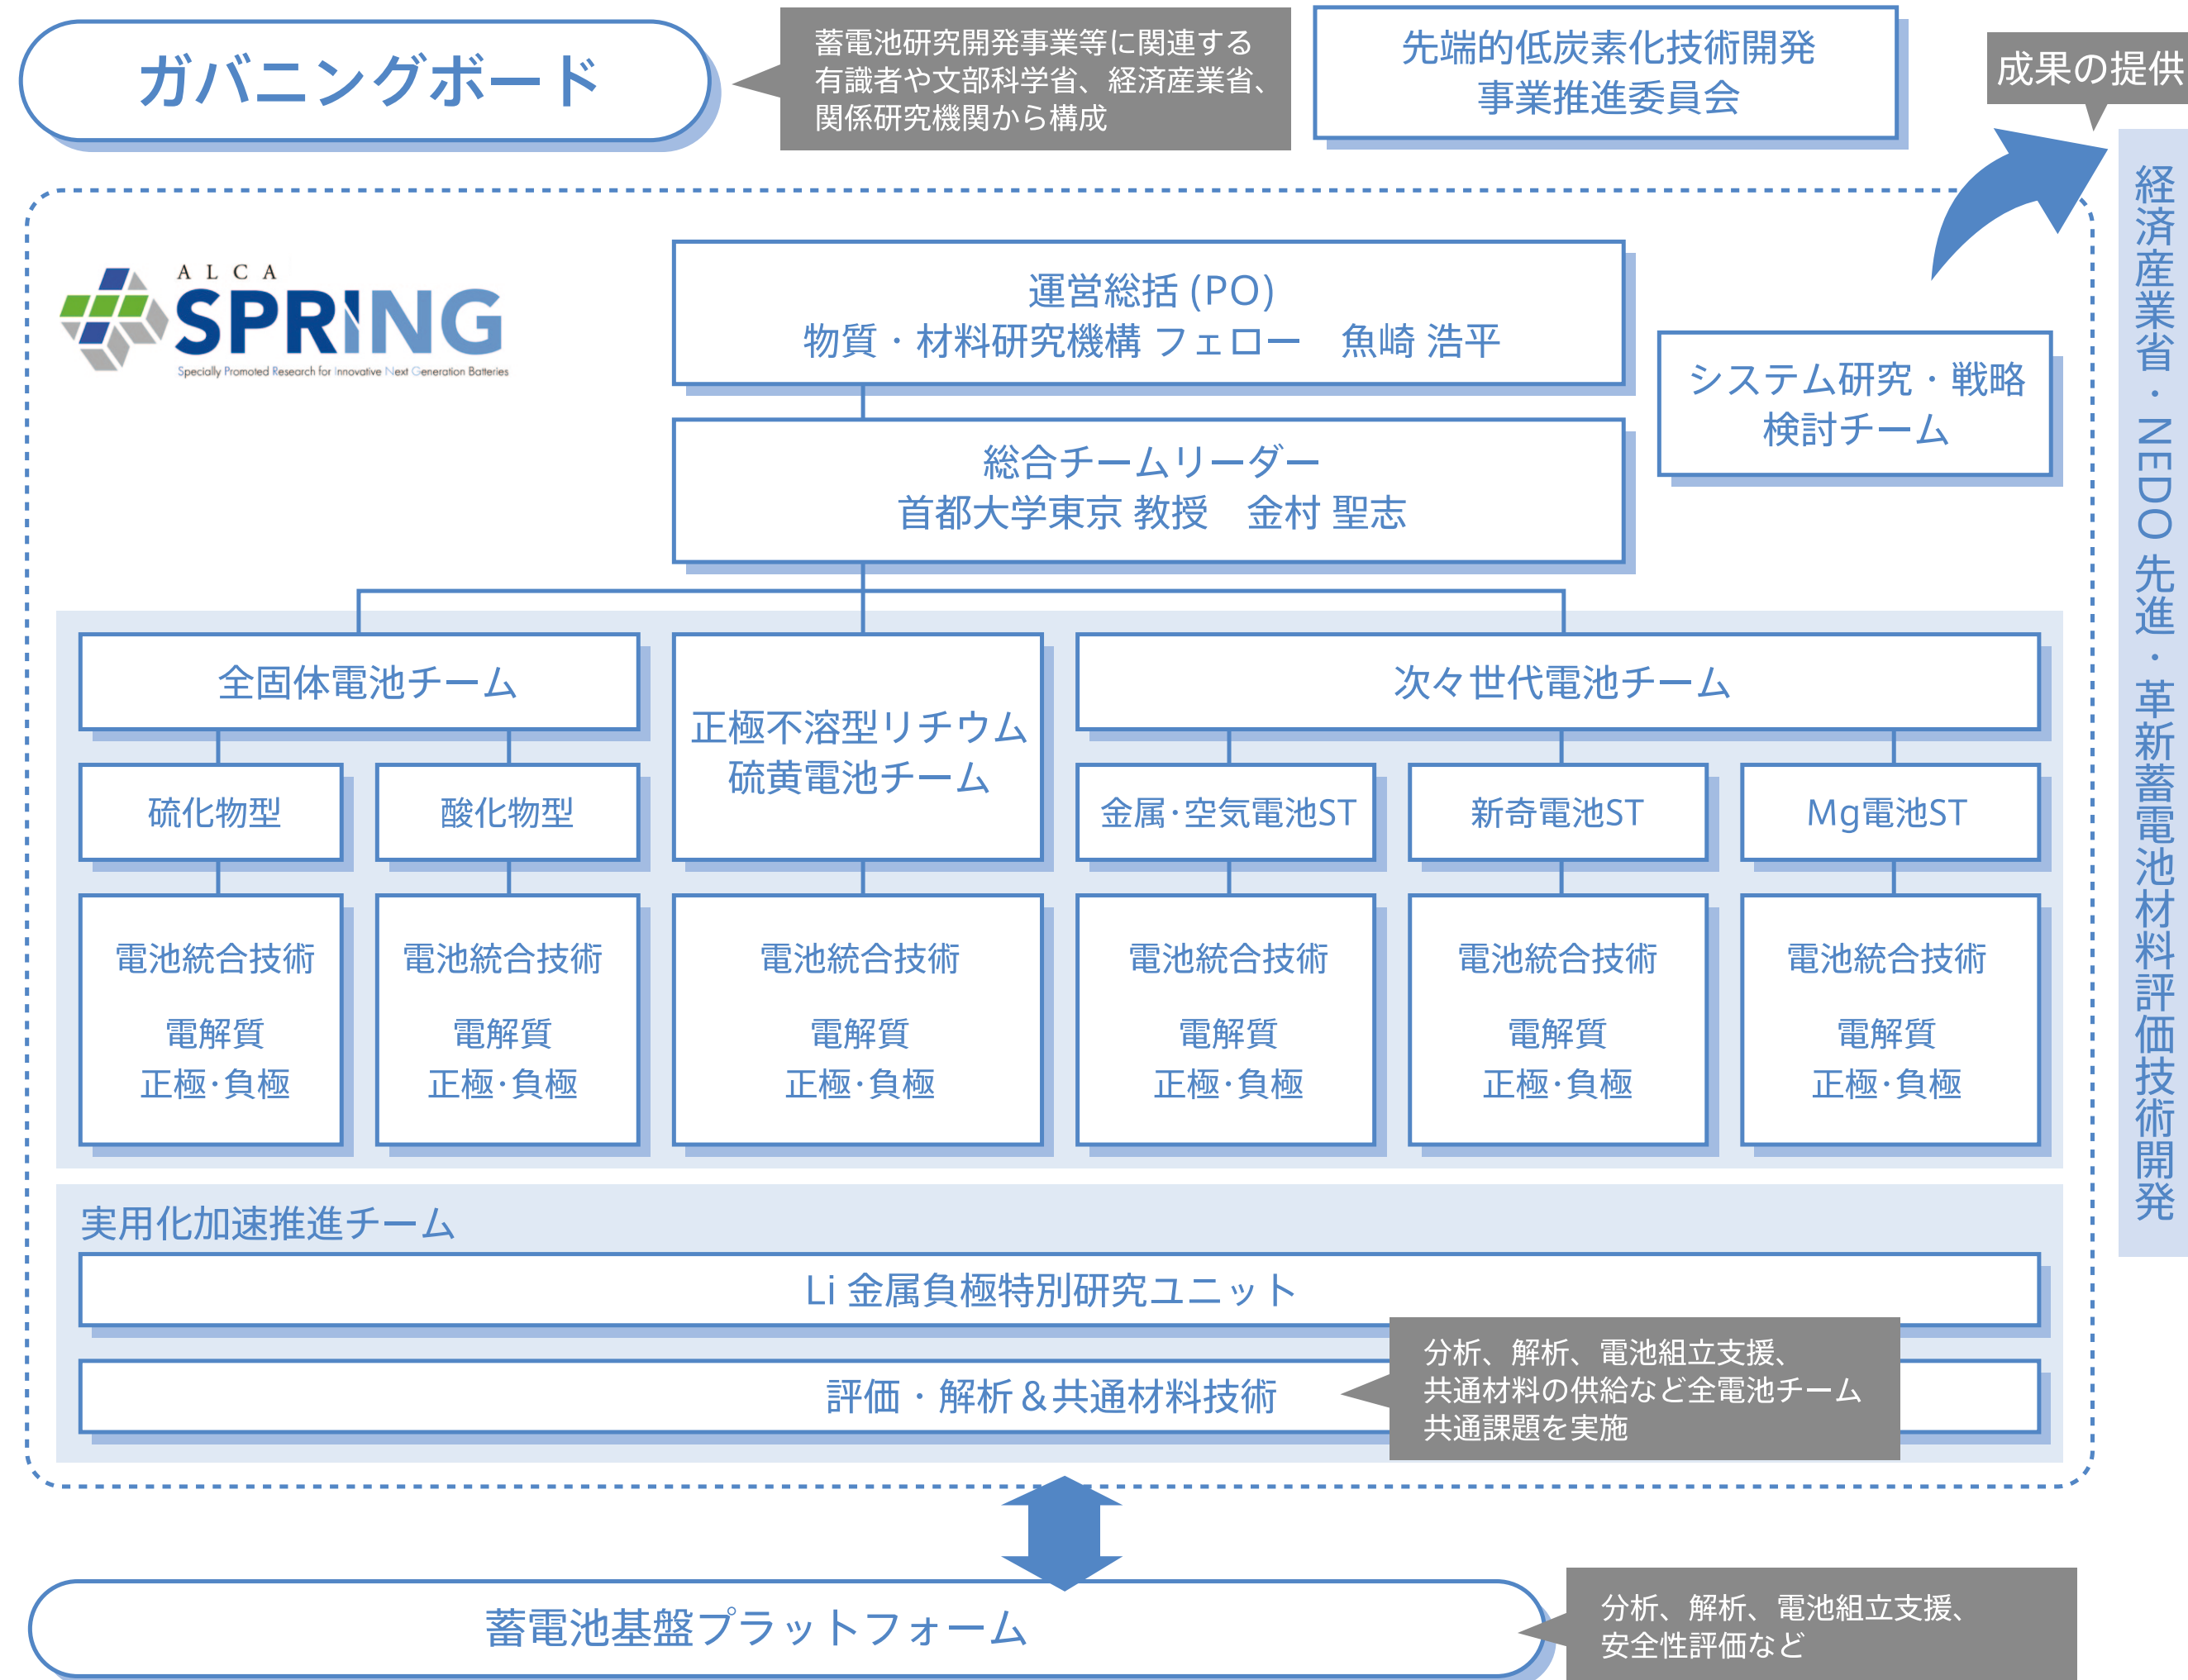 ガバニングボード
蓄電池研究開発事業等に関連する
有識者や文部科学省、経済産業省、
関係研究機関から構成
先端的低炭素化技術開発
事業推進委員会
成果の提供
経済産業省・NEDO 先進・革新蓄電池材料評価技術開発
ALCA
SPRING
Specially Promoted Research for Innovative Next Generation Batteries
運営総括 (PO)
物質・材料研究機構 フェロー　魚崎 浩平
システム研究・戦略
検討チーム
総合チームリーダー
首都大学東京 教授　金村 聖志
全固体電池チーム
正極不溶型リチウム
硫黄電池チーム
次々世代電池チーム
硫化物型
酸化物型
金属・空気電池ST
新奇電池ST
Mg電池ST
電池統合技術
電解質
正極・負極
電池統合技術
電解質
正極・負極
電池統合技術
電解質
正極・負極
電池統合技術
電解質
正極・負極
電池統合技術
電解質
正極・負極
電池統合技術
電解質
正極・負極
実用化加速推進チーム
Li 金属負極特別研究ユニット
評価・解析＆共通材料技術
分析、解析、電池組立支援、
共通材料の供給など全電池チーム
共通課題を実施
蓄電池基盤プラットフォーム
分析、解析、電池組立支援、
安全性評価など